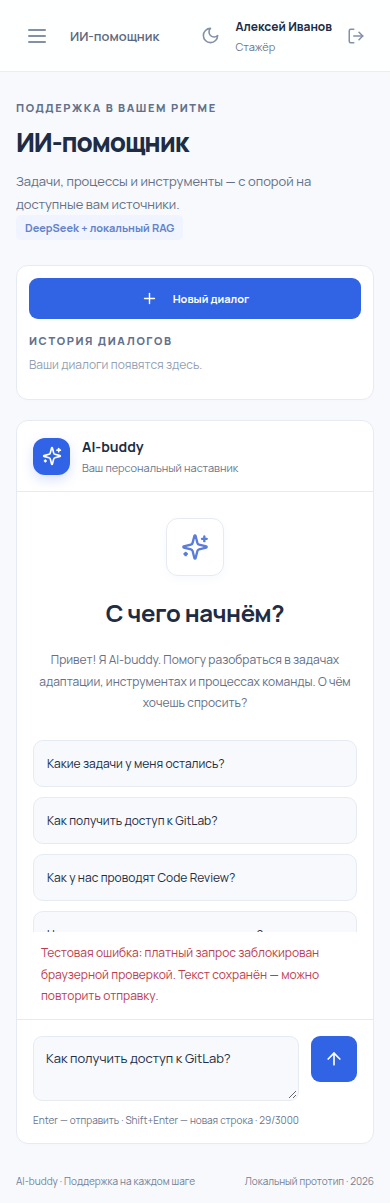 ИИ-помощник
Алексей Иванов
Стажёр
ПОДДЕРЖКА В ВАШЕМ РИТМЕ
ИИ-помощник
Задачи, процессы и инструменты — с опорой на
доступные вам источники.
DeepSeek + локальный RAG
Новый диалог
ИСТОРИЯ ДИАЛОГОВ
Ваши диалоги появятся здесь.
AI-buddy
Ваш персональный наставник
С чего начнём?
Привет! Я AI-buddy. Помогу разобраться в задачах
адаптации, инструментах и процессах команды. О чём
хочешь спросить?
Какие задачи у меня остались?
Как получить доступ к GitLab?
Как у нас проводят Code Review?
Тестовая ошибка: платный запрос заблокирован
браузерной проверкой. Текст сохранён — можно
повторить отправку.
Как получить доступ к GitLab?
Enter — отправить · Shift+Enter — новая строка · 29/3000
AI-buddy · Поддержка на каждом шаге
Локальный прототип · 2026